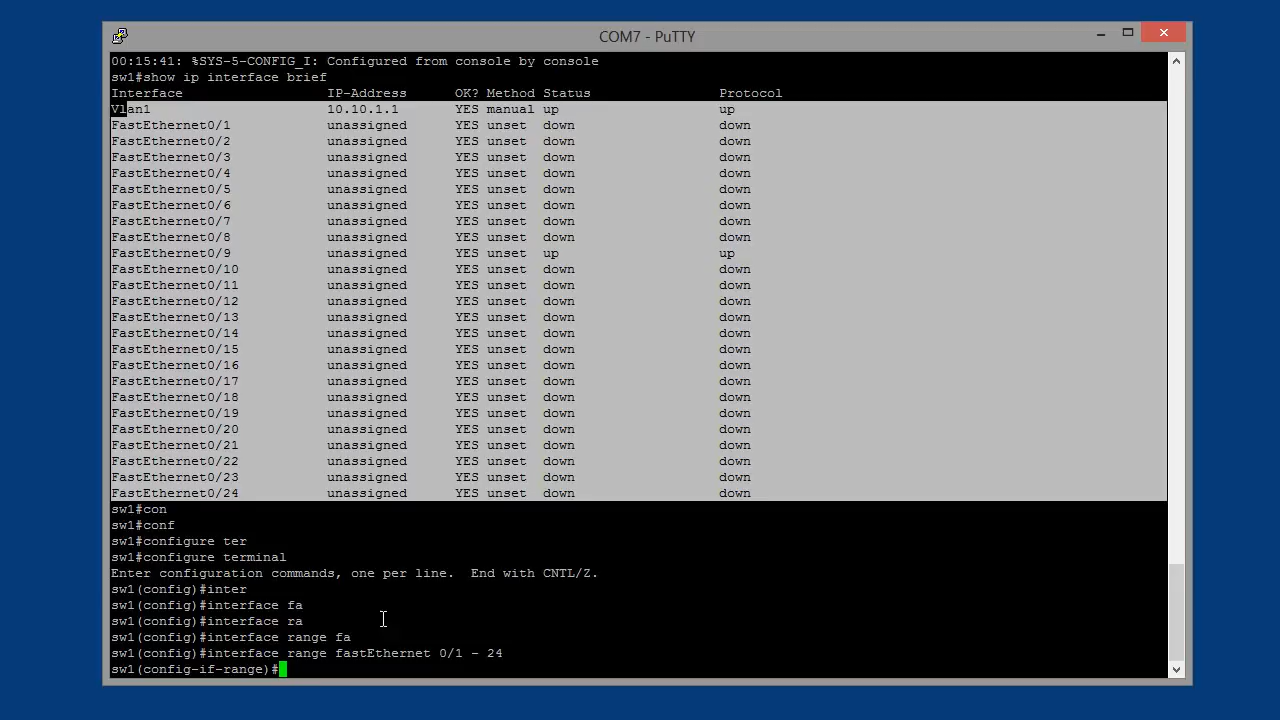 COM7 - PuTTY
00:15:41: %SYS-5-CONFIG_I: Configured from console by console
sw1#show ip interface brief
Interface IP-Address OK? Method Status Protocol
Vlan1 10.10.1.1 YES manual up up
FastEthernet0/1 unassigned YES unset down down
FastEthernet0/2 unassigned YES unset down down
FastEthernet0/3 unassigned YES unset down down
FastEthernet0/4 unassigned YES unset down down
FastEthernet0/5 unassigned YES unset down down
FastEthernet0/6 unassigned YES unset down down
FastEthernet0/7 unassigned YES unset down down
FastEthernet0/8 unassigned YES unset down down
FastEthernet0/9 unassigned YES unset up up
FastEthernet0/10 unassigned YES unset down down
FastEthernet0/11 unassigned YES unset down down
FastEthernet0/12 unassigned YES unset down down
FastEthernet0/13 unassigned YES unset down down
FastEthernet0/14 unassigned YES unset down down
FastEthernet0/15 unassigned YES unset down down
FastEthernet0/16 unassigned YES unset down down
FastEthernet0/17 unassigned YES unset down down
FastEthernet0/18 unassigned YES unset down down
FastEthernet0/19 unassigned YES unset down down
FastEthernet0/20 unassigned YES unset down down
FastEthernet0/21 unassigned YES unset down down
FastEthernet0/22 unassigned YES unset down down
FastEthernet0/23 unassigned YES unset down down
FastEthernet0/24 unassigned YES unset down down
sw1#con
sw1#conf
sw1#configure ter
sw1#configure terminal
Enter configuration commands, one per line.  End with CNTL/Z.
sw1(config)#inter
sw1(config)#interface fa
sw1(config)#interface ra
sw1(config)#interface range fa
sw1(config)#interface range fastEthernet 0/1 - 24
sw1(config-if-range)#